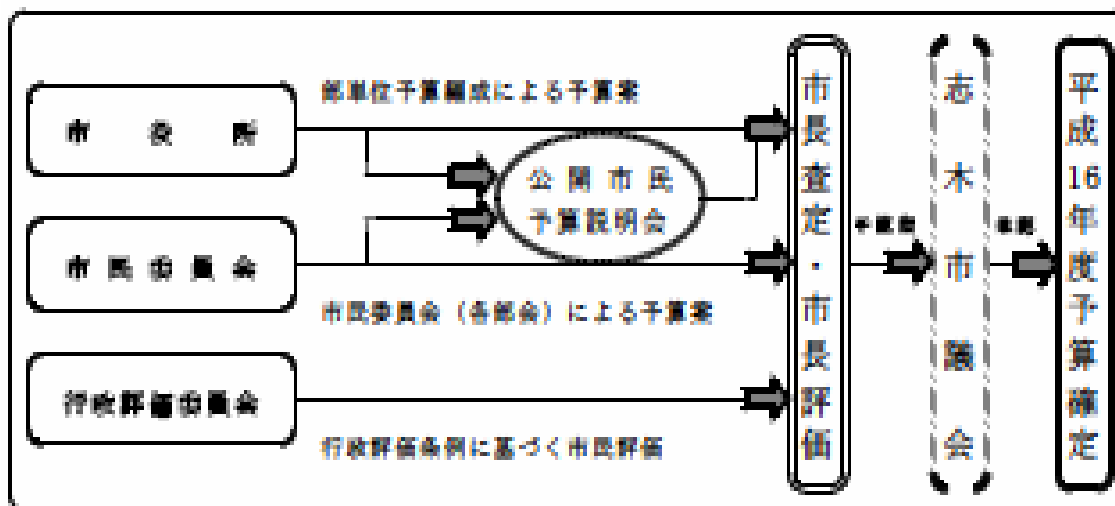 部単位予算編成による予算案
市役所
公開市民
予算説明会
市民委員会
市民委員会（各部会）による予算案
行政評価委員会
行政評価条例に基づく市民評価
市長査定・市長評価
予算案
志木市議会
平成16年度予算確定